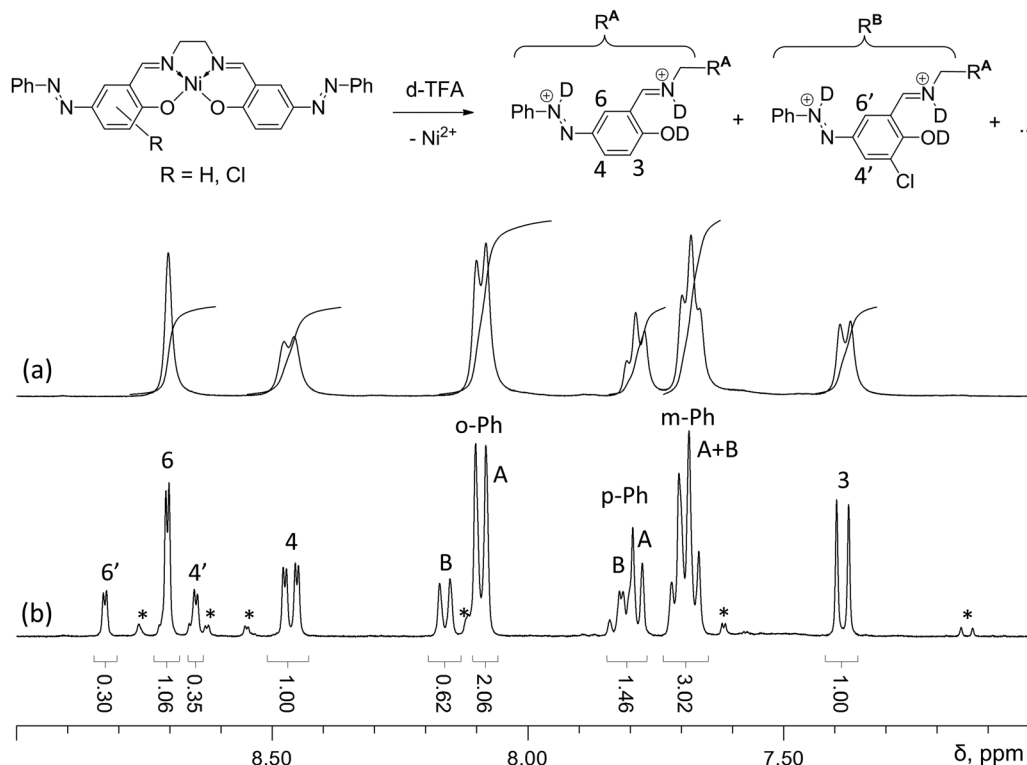 R^A
R^B
N
N
Ni
O
O
Ph
N
N
N
N
Ph
R
R = H, Cl
d-TFA
- Ni²⁺
R^A
⊕
N
D
D
⊕
Ph
N
N
6
OD
4
3
+
R^A
⊕
N
D
D
⊕
Ph
N
N
6’
OD
4’
Cl
+ ..
(a)
(b)
6’
*
6
4’
*
*
4
B
*
o-Ph
A
p-Ph
B
A
m-Ph
A+B
*
3
*
0.30
1.06
0.35
1.00
0.62
2.06
1.46
3.02
1.00
8.50
8.00
7.50
δ, ppm